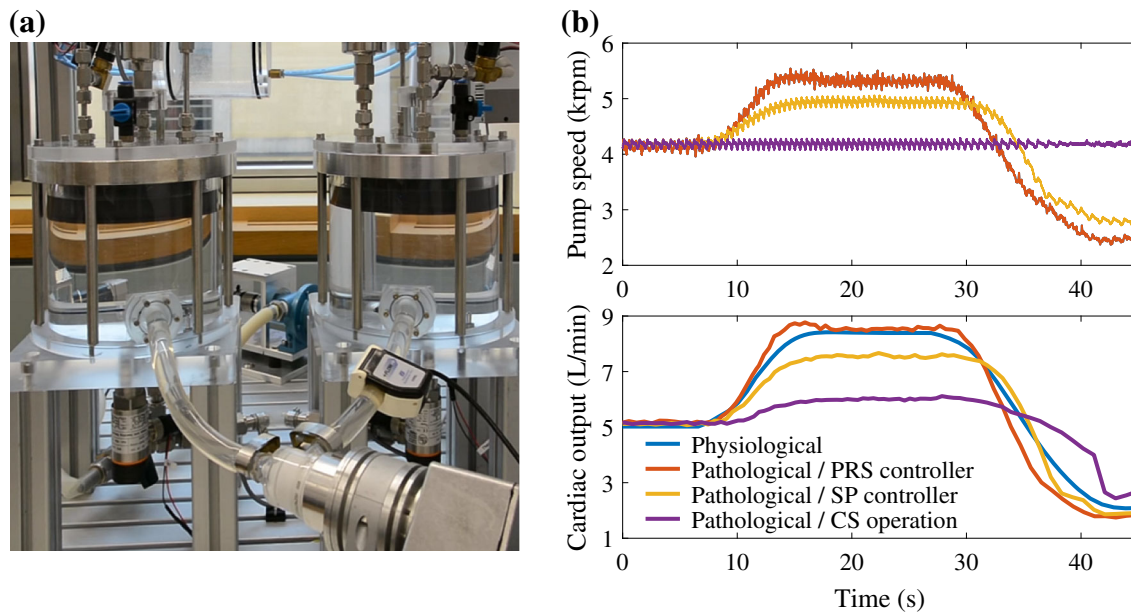 (a)
(b)
6
5
4
3
2
Pump speed (krpm)
0
10
20
30
40
9
7
5
3
1
Cardiac output (L/min)
Physiological
Pathological / PRS controller
Pathological / SP controller
Pathological / CS operation
0
10
20
30
40
Time (s)